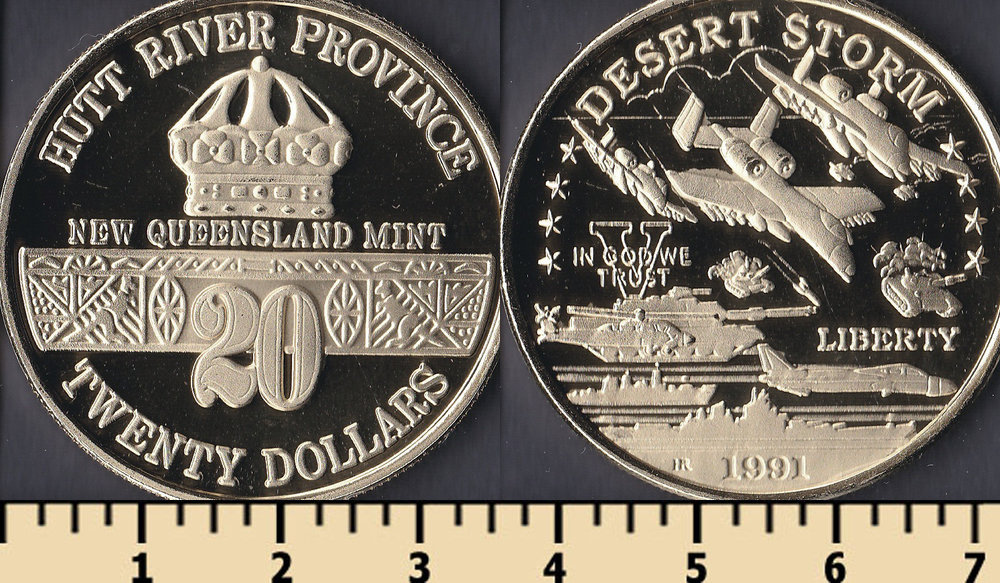 HUTT RIVER PROVINCE
NEW QUEENSLAND MINT
20
TWENTY DOLLARS
DESERT STORM
V
IN GOD WE
TRUST
LIBERTY
HR 1991
1 2 3 4 5 6 7